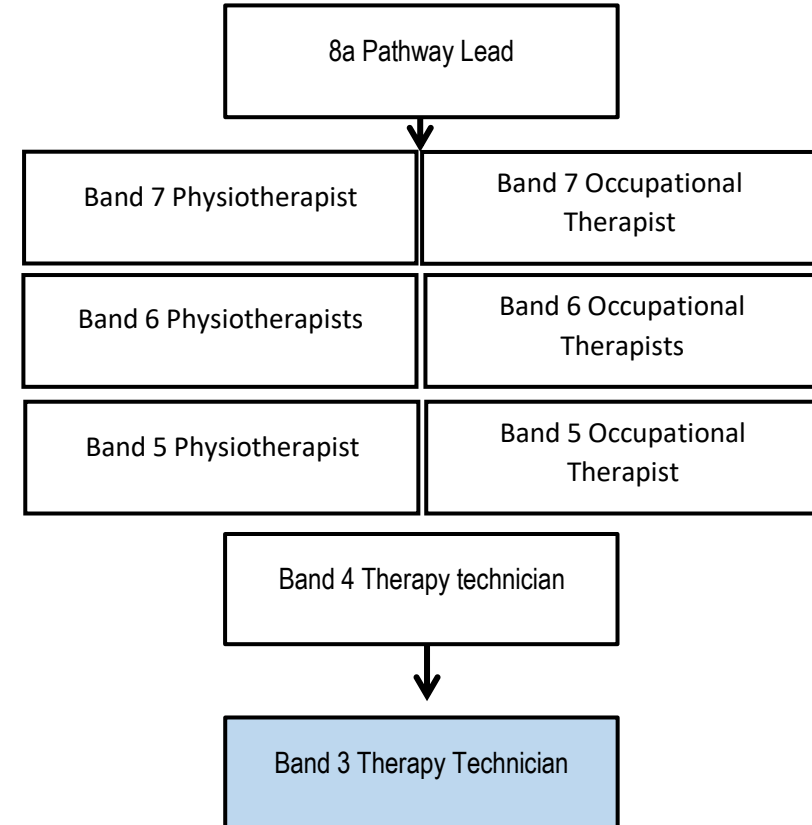 8a Pathway Lead
Band 7 Physiotherapist
Band 7 Occupational
Therapist
Band 6 Physiotherapists
Band 6 Occupational
Therapists
Band 5 Physiotherapist
Band 5 Occupational
Therapist
Band 4 Therapy technician
Band 3 Therapy Technician